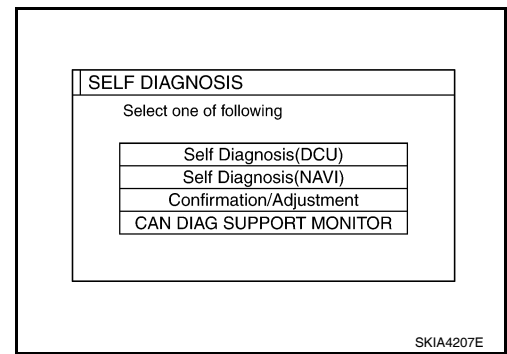 SELF DIAGNOSIS
Select one of following
Self Diagnosis(DCU)
Self Diagnosis(NAVI)
Confirmation/Adjustment
CAN DIAG SUPPORT MONITOR
SKIA4207E